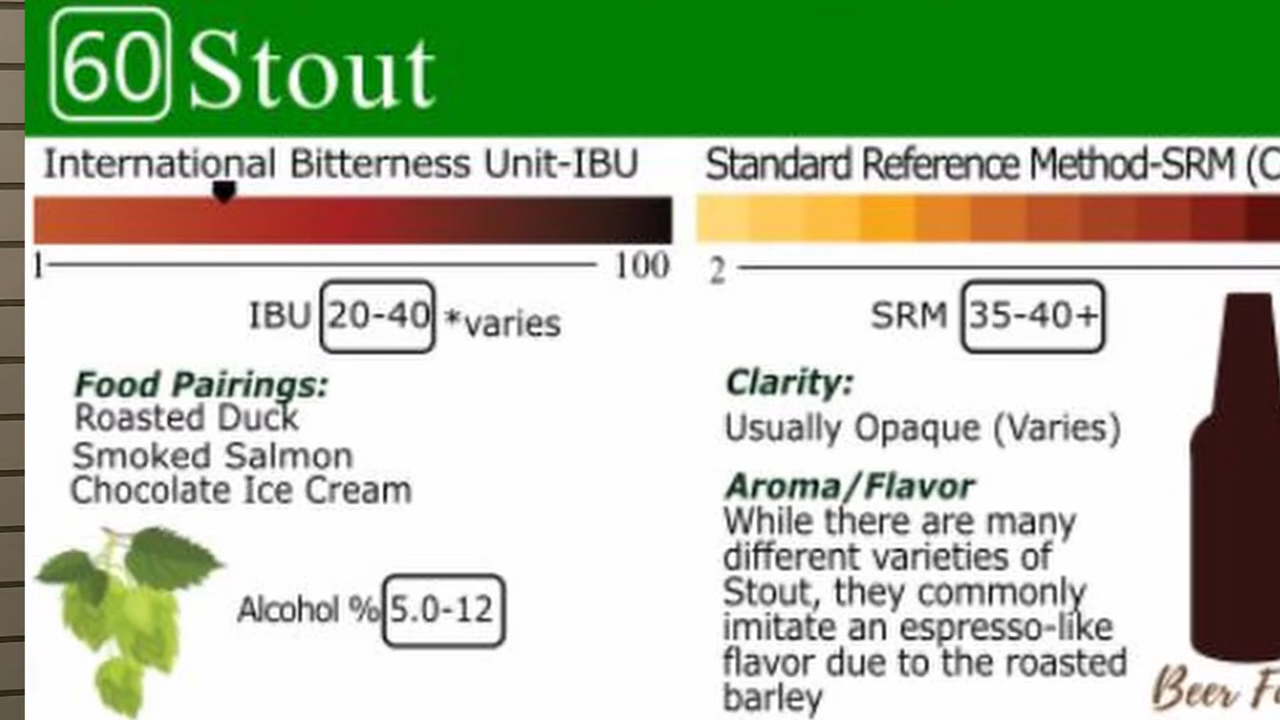 60 Stout
International Bitterness Unit-IBU
1 100
IBU 20-40 *varies
Food Pairings:
Roasted Duck
Smoked Salmon
Chocolate Ice Cream
Alcohol % 5.0-12
Standard Reference Method-SRM
2
SRM 35-40+
Clarity:
Usually Opaque (Varies)
Aroma/Flavor
While there are many
different varieties of
Stout, they commonly
imitate an espresso-like
flavor due to the roasted
barley
Beer